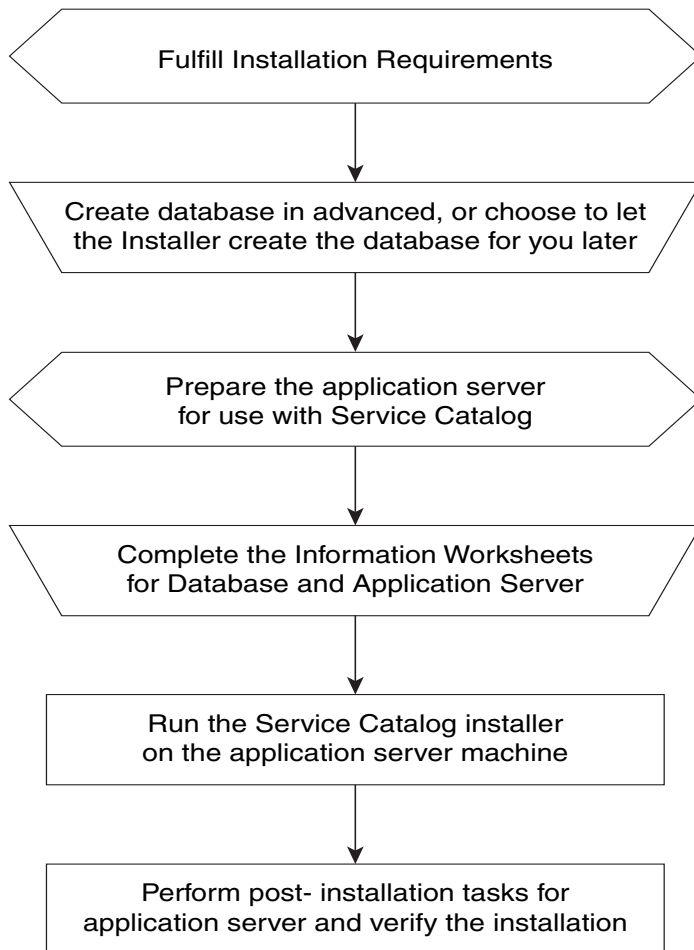 Fulfill Installation Requirements
Create database in advanced, or choose to let
the Installer create the database for you later
Prepare the application server
for use with Service Catalog
Complete the Information Worksheets
for Database and Application Server
Run the Service Catalog installer
on the application server machine
Perform post- installation tasks for
application server and verify the installation